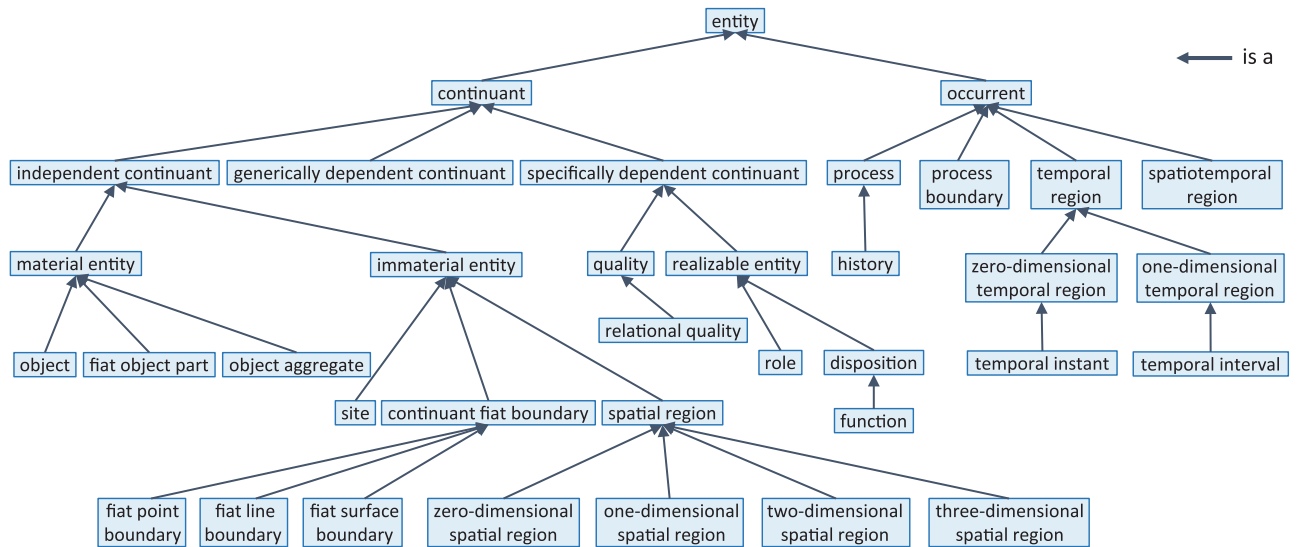 entity
is a
continuant
occurrent
independent continuant
generically dependent continuant
specifically dependent continuant
process
process
boundary
temporal
region
spatiotemporal
region
material entity
immaterial entity
quality
realizable entity
history
zero-dimensional
temporal region
one-dimensional
temporal region
relational quality
object
fiat object part
object aggregate
role
disposition
temporal instant
temporal interval
site
continuant fiat boundary
spatial region
function
fiat point
boundary
fiat line
boundary
fiat surface
boundary
zero-dimensional
spatial region
one-dimensional
spatial region
two-dimensional
spatial region
three-dimensional
spatial region